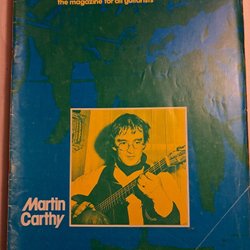 the magazine for all guitarists
Martin
Carthy